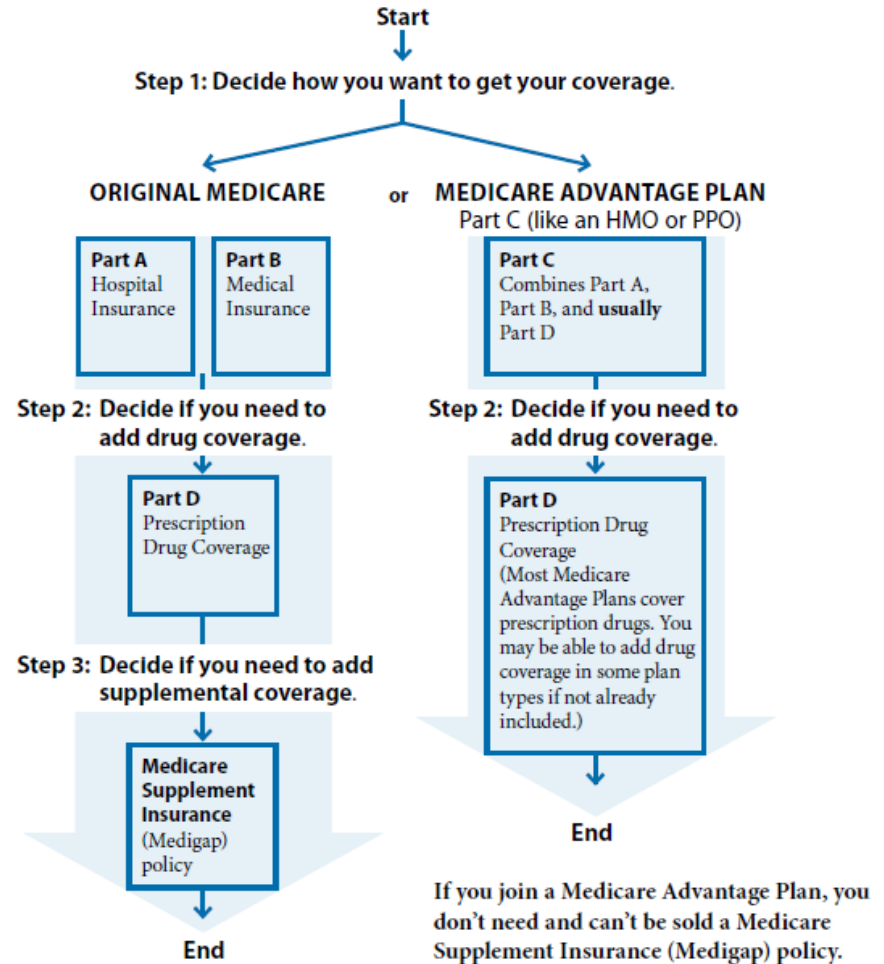 Start
Step 1: Decide how you want to get your coverage.
ORIGINAL MEDICARE or MEDICARE ADVANTAGE PLAN
Part C (like an HMO or PPO)
Part A
Hospital
Insurance
Part B
Medical
Insurance
Step 2: Decide if you need to
add drug coverage.
Part D
Prescription
Drug Coverage
Step 3: Decide if you need to add
supplemental coverage.
Medicare
Supplement
Insurance
(Medigap)
policy
End
Part C
Combines Part A,
Part B, and usually
Part D
Step 2: Decide if you need to
add drug coverage.
Part D
Prescription Drug
Coverage
(Most Medicare
Advantage Plans cover
prescription drugs. You
may be able to add drug
coverage in some plan
types if not already
included.)
End
If you join a Medicare Advantage Plan, you
don’t need and can’t be sold a Medicare
Supplement Insurance (Medigap) policy.